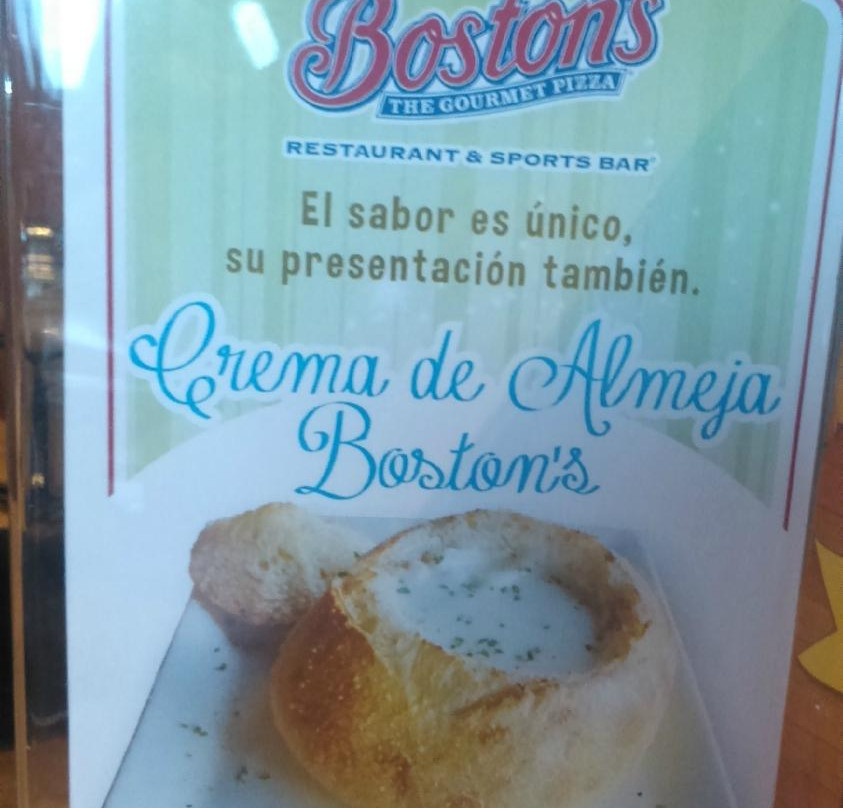 Boston's
THE GOURMET PIZZA
RESTAURANT & SPORTS BAR
El sabor es único,
su presentación también.
Crema de Almeja
Boston's